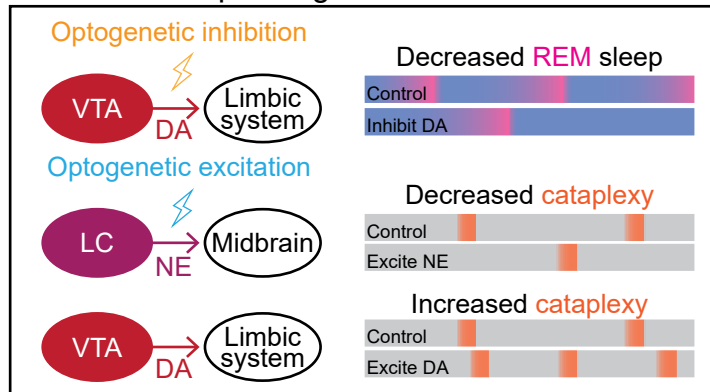 Optogenetic inhibition
VTA
DA
Limbic
system
Decreased REM sleep
Control
Inhibit DA
Optogenetic excitation
LC
NE
Midbrain
Decreased cataplexy
Control
Excite NE
VTA
DA
Limbic
system
Increased cataplexy
Control
Excite DA